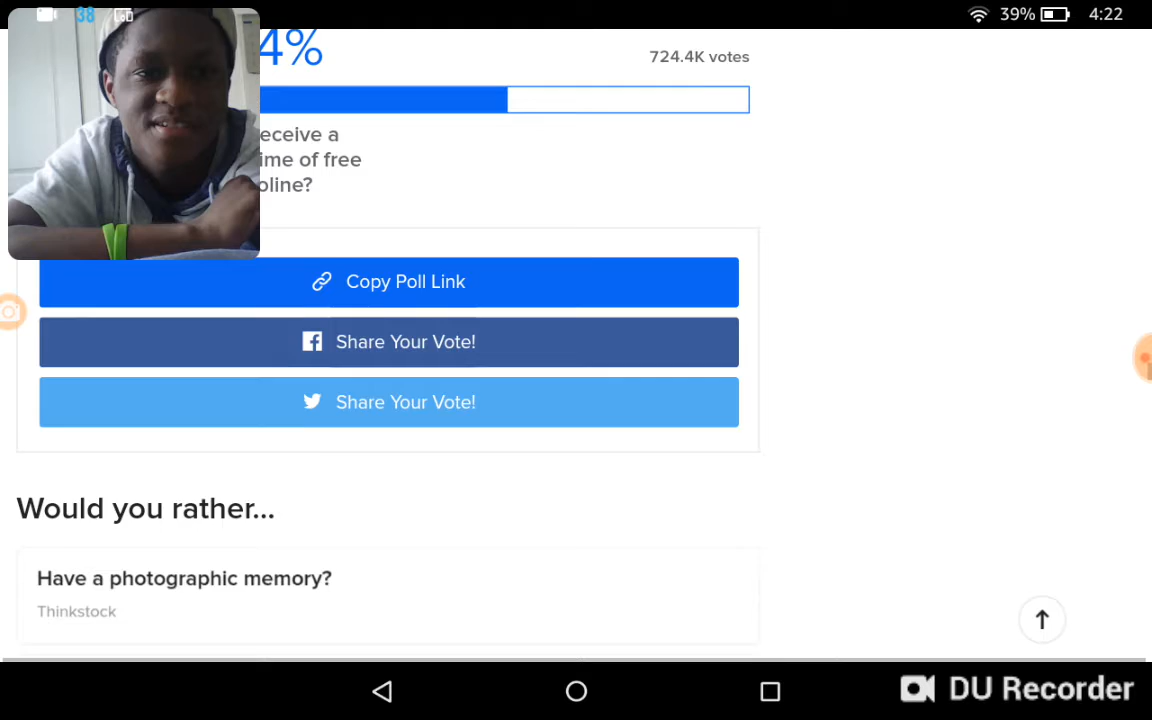 38
39%
4:22
4%
724.4K votes
eceive a
ime of free
oline?
Copy Poll Link
Share Your Vote!
Share Your Vote!
Would you rather...
Have a photographic memory?
Thinkstock
DU Recorder